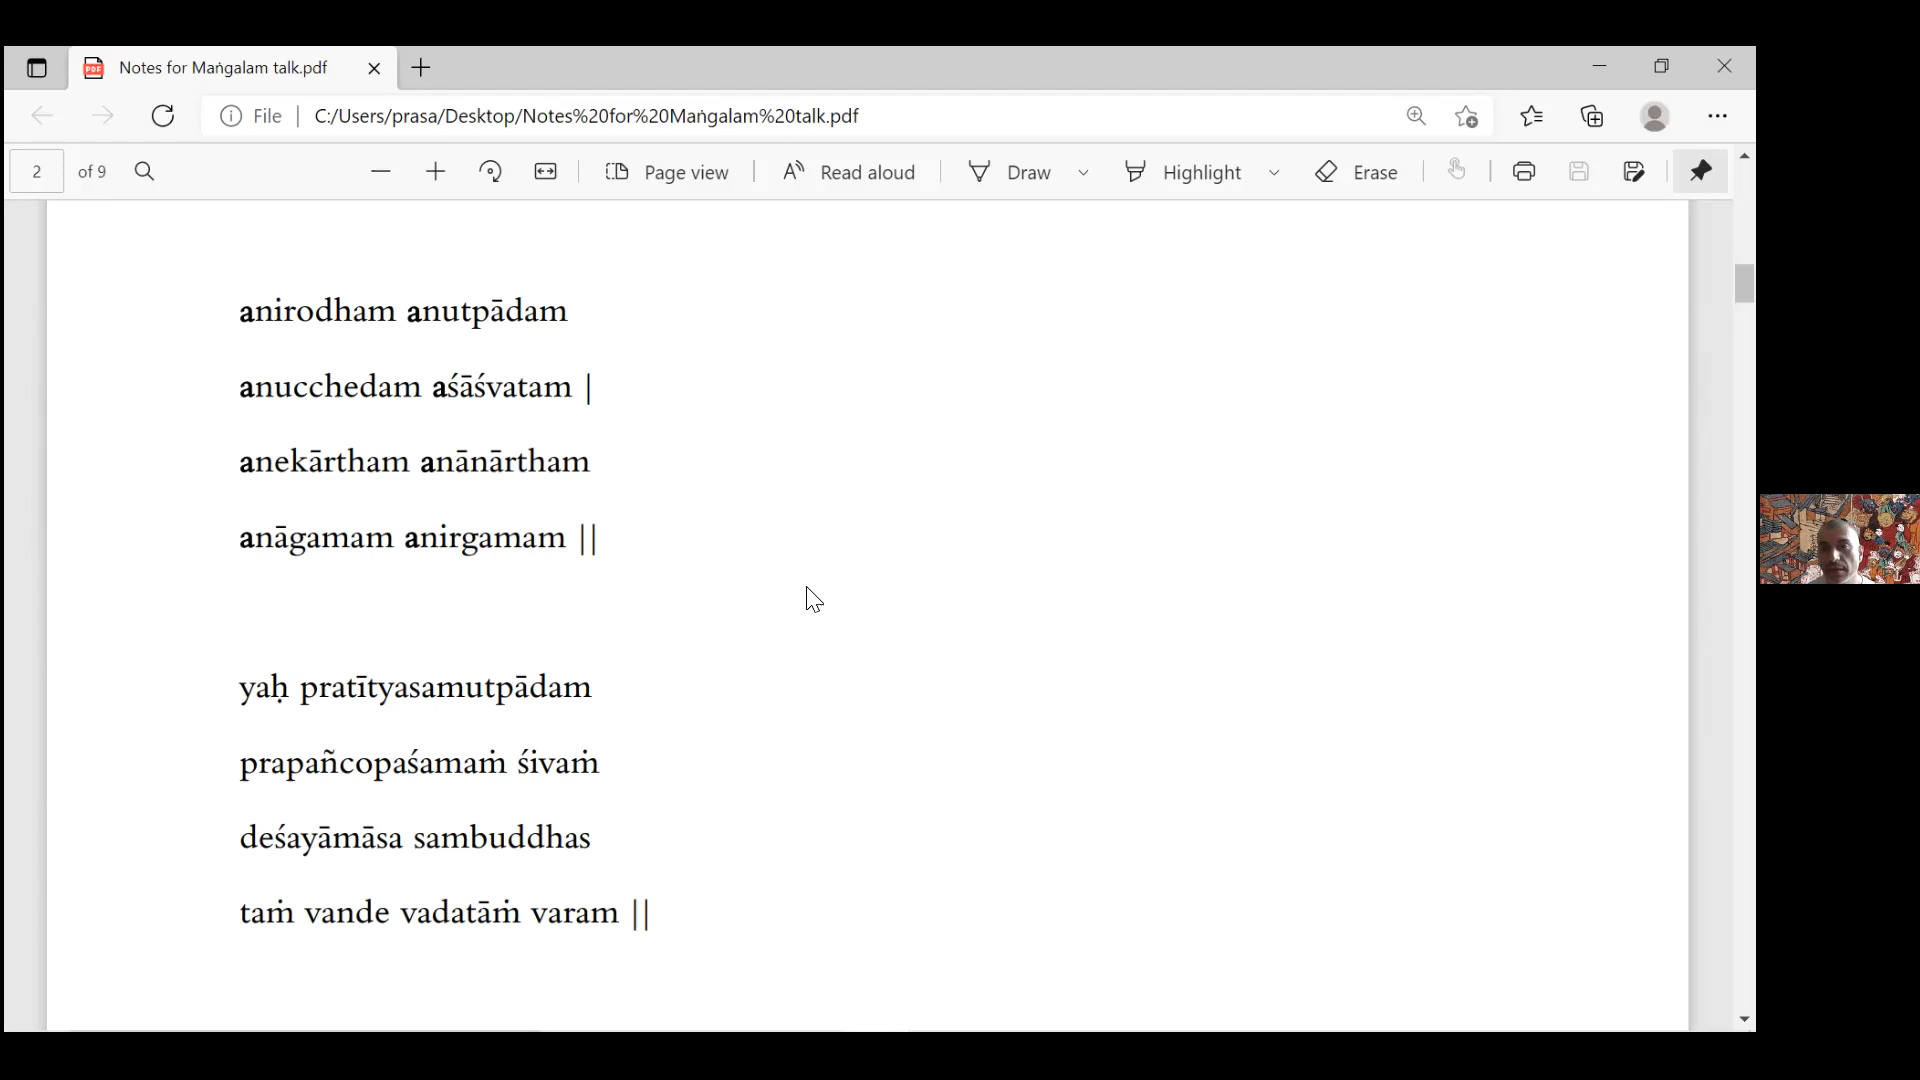 Notes for Maṅgalam talk.pdf
File | C:/Users/prasa/Desktop/Notes%20for%20Maṅgalam%20talk.pdf
2 of 9 Page view Read aloud Draw Highlight Erase
anirodham anutpādam
anucchedam aśāśvatam |
anekārtham anānārtham
anāgamam anirgamam ||
yaḥ pratītyasamutpādam
prapañcopaśamaṁ śivaṁ
deśayāmāsa sambuddhas
taṁ vande vadatāṁ varam ||